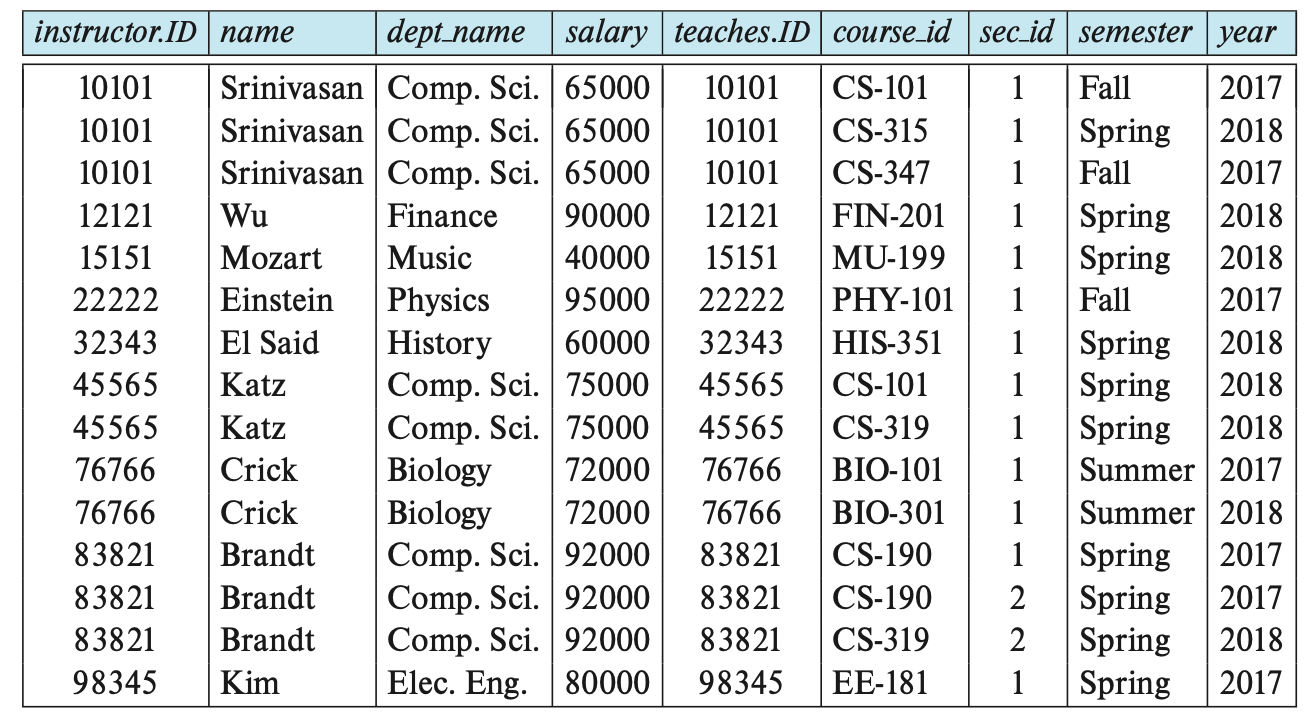 instructor.ID name dept_name salary teaches.ID course_id sec_id semester year
10101 Srinivasan Comp. Sci. 65000 10101 CS-101 1 Fall 2017
10101 Srinivasan Comp. Sci. 65000 10101 CS-315 1 Spring 2018
10101 Srinivasan Comp. Sci. 65000 10101 CS-347 1 Fall 2017
12121 Wu Finance 90000 12121 FIN-201 1 Spring 2018
15151 Mozart Music 40000 15151 MU-199 1 Spring 2018
22222 Einstein Physics 95000 22222 PHY-101 1 Fall 2017
32343 El Said History 60000 32343 HIS-351 1 Spring 2018
45565 Katz Comp. Sci. 75000 45565 CS-101 1 Spring 2018
45565 Katz Comp. Sci. 75000 45565 CS-319 1 Spring 2018
76766 Crick Biology 72000 76766 BIO-101 1 Summer 2017
76766 Crick Biology 72000 76766 BIO-301 1 Summer 2018
83821 Brandt Comp. Sci. 92000 83821 CS-190 1 Spring 2017
83821 Brandt Comp. Sci. 92000 83821 CS-190 2 Spring 2017
83821 Brandt Comp. Sci. 92000 83821 CS-319 2 Spring 2018
98345 Kim Elec. Eng. 80000 98345 EE-181 1 Spring 2017